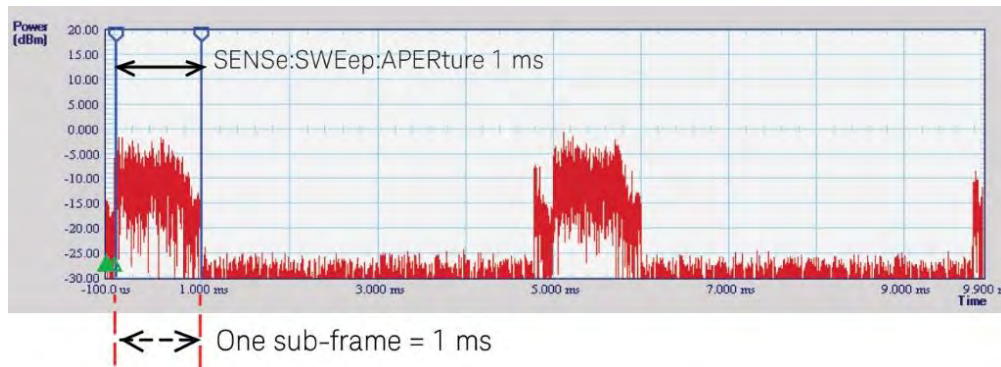 Power
[dBm]
20.00
SENSe:SWEep:APERture 1 ms
15.00
10.00
5.000
0.000
-5.000
-10.00
-15.00
-20.00
-25.00
-30.00
-100.0 us 1.000 ms 3.000 ms 5.000 ms 7.000 ms 9.000 ms 9.900
Time
One sub-frame = 1 ms